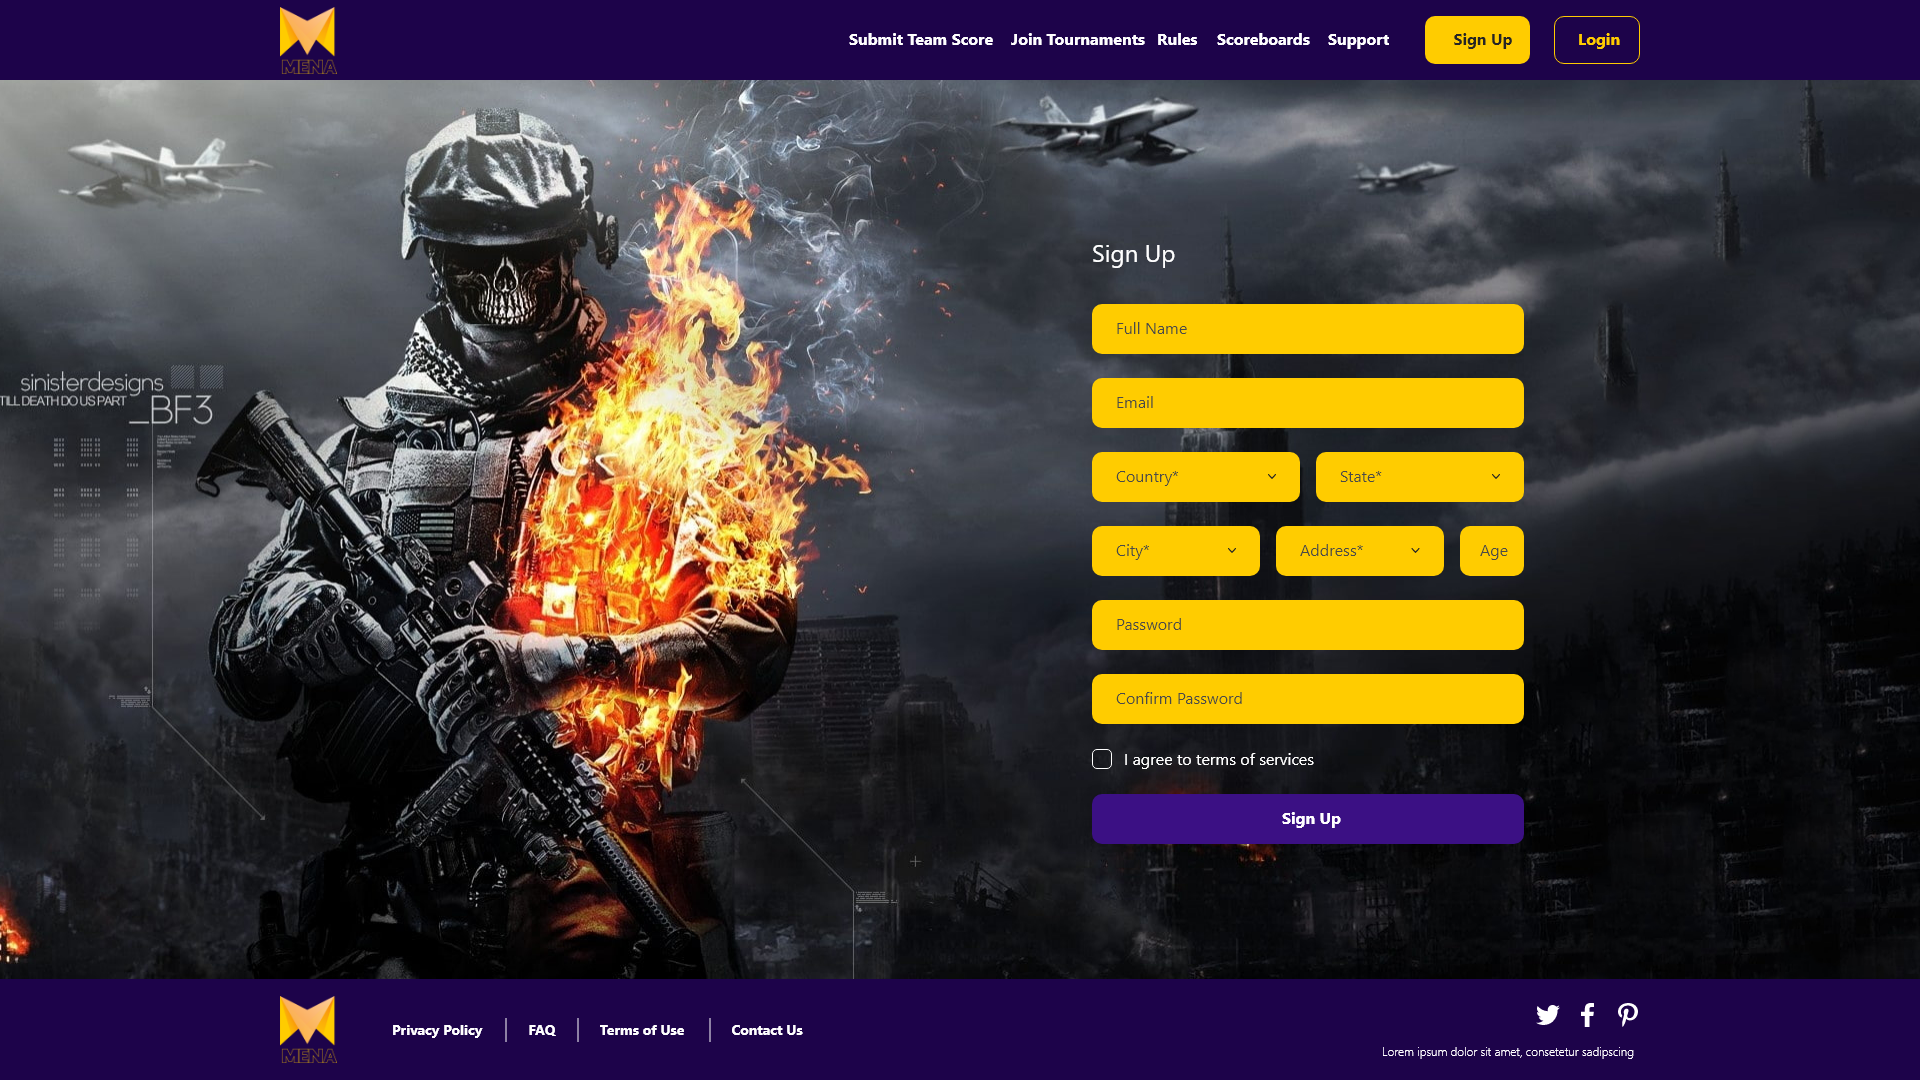 MENA
Submit Team Score Join Tournaments Rules Scoreboards Support Sign Up Login
sinisterdesigns
TILL DEATH DO US PART
_BF3
Sign Up
Full Name
Email
Country* State*
City* Address* Age
Password
Confirm Password
I agree to terms of services
Sign Up
MENA
Privacy Policy FAQ Terms of Use Contact Us
Lorem ipsum dolor sit amet, consetetur sadipscing